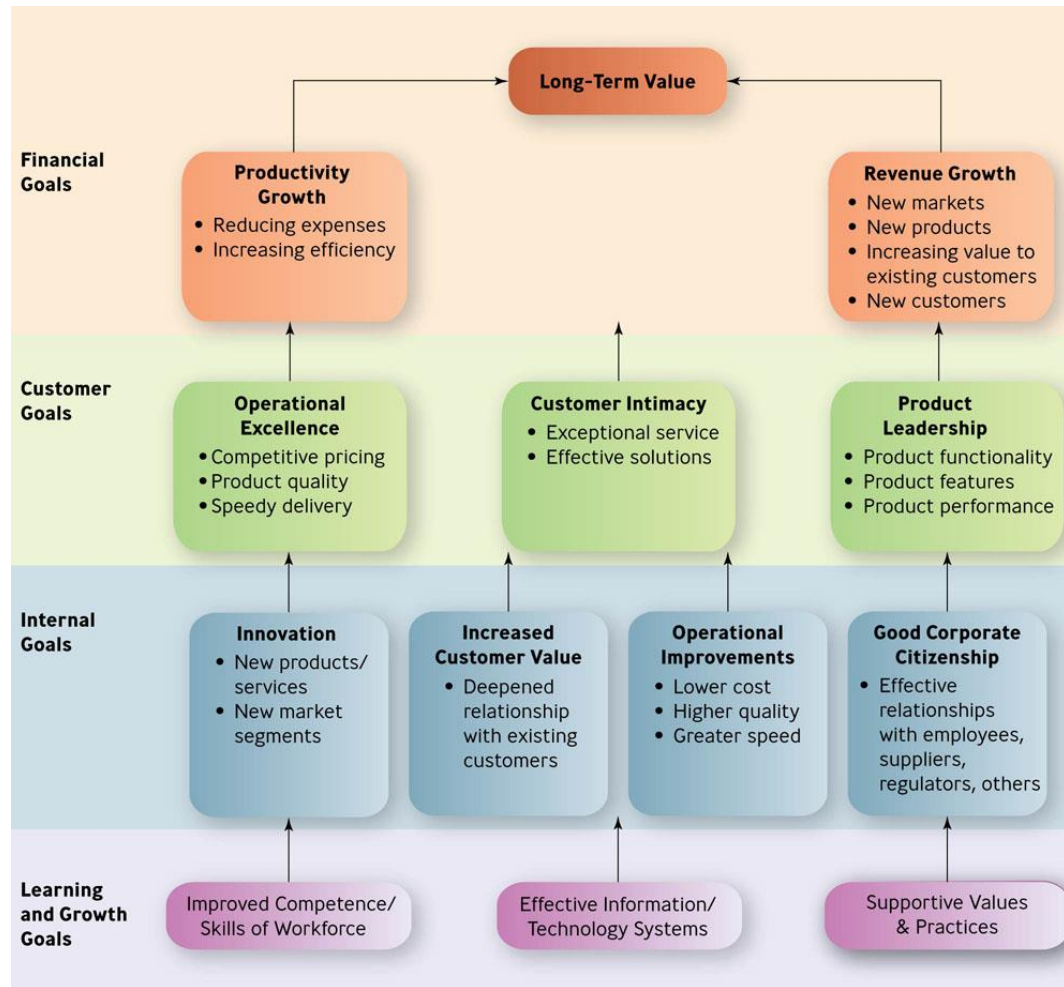 Long-Term Value
Financial
Goals
Productivity
Growth
• Reducing expenses
• Increasing efficiency
Revenue Growth
• New markets
• New products
• Increasing value to
existing customers
• New customers
Customer
Goals
Operational
Excellence
• Competitive pricing
• Product quality
• Speedy delivery
Customer Intimacy
• Exceptional service
• Effective solutions
Product
Leadership
• Product functionality
• Product features
• Product performance
Internal
Goals
Innovation
• New products/
services
• New market
segments
Increased
Customer Value
• Deepened
relationship
with existing
customers
Operational
Improvements
• Lower cost
• Higher quality
• Greater speed
Good Corporate
Citizenship
• Effective
relationships
with employees,
suppliers,
regulators, others
Learning
and Growth
Goals
Improved Competence/
Skills of Workforce
Effective Information/
Technology Systems
Supportive Values
& Practices